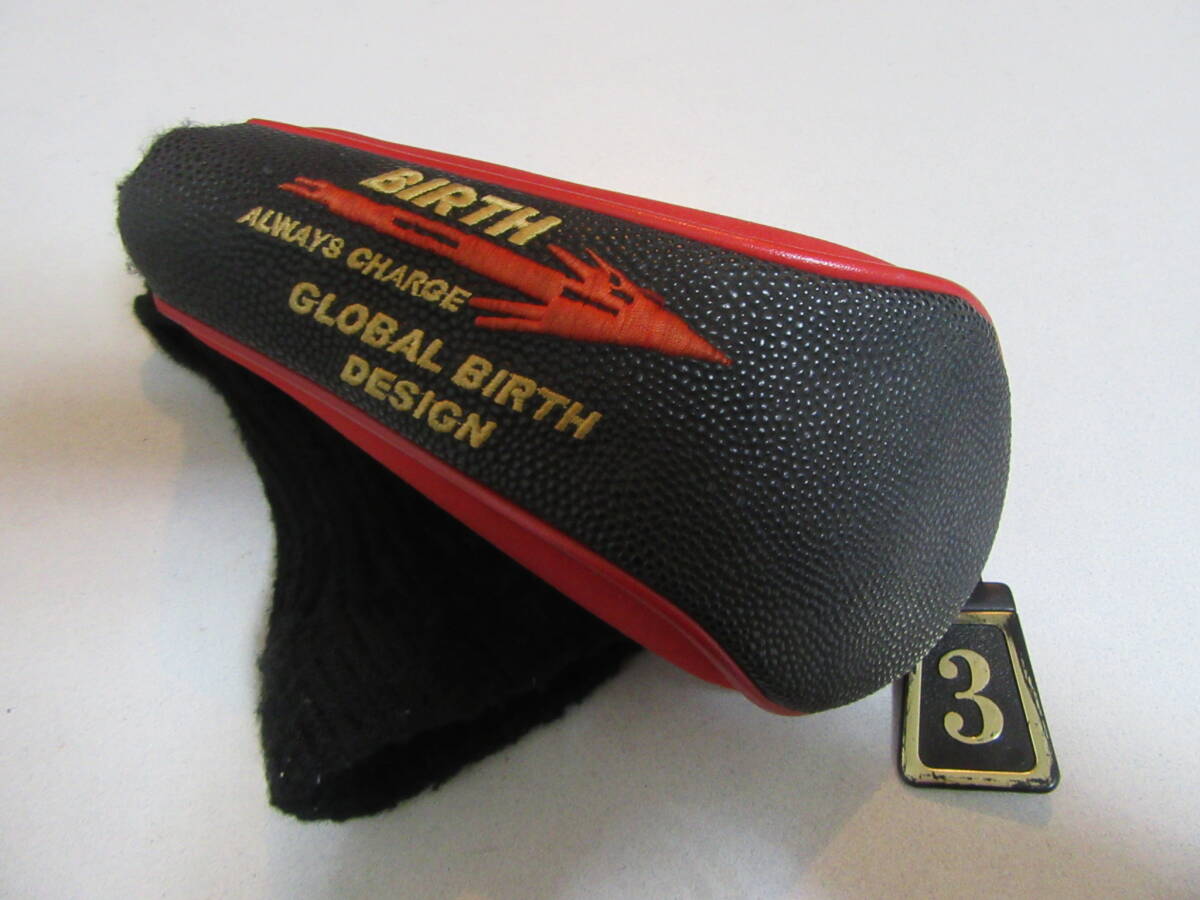 BIRTH
ALWAYS CHARGE
GLOBAL BIRTH
DESIGN
3